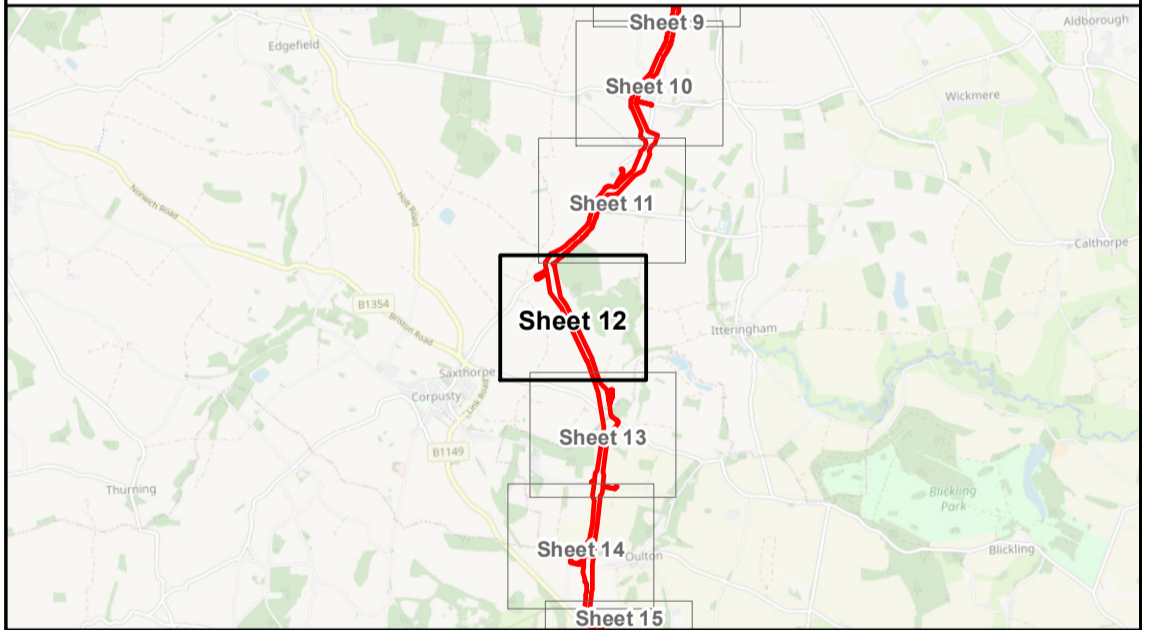 Sheet 9
Aldborough
Edgefield
Sheet 10
Wickmere
Norwich Road
Holt Road
Sheet 11
Calthorpe
B1354
Briston Road
Sheet 12
Itteringham
Saxthorpe
Corpusty
Link Road
Sheet 13
B1149
Thurning
Blickling
Park
Sheet 14
Oulton
Blickling
Sheet 15